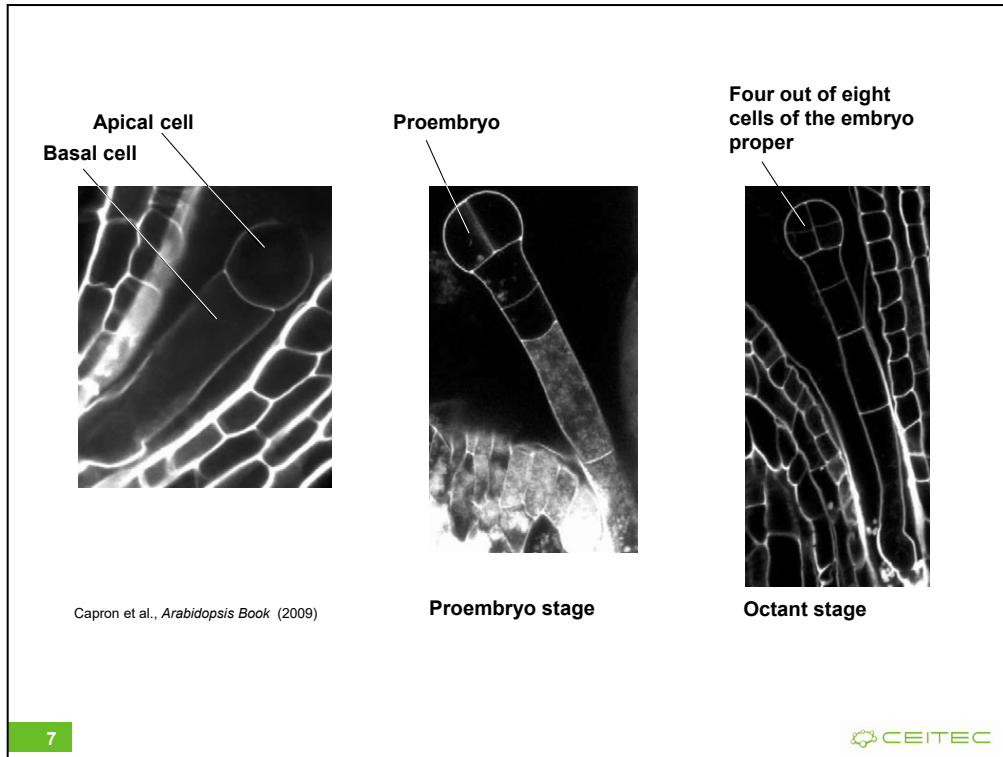 Apical cell
Basal cell
Proembryo
Four out of eight
cells of the embryo
proper
Capron et al., Arabidopsis Book (2009)
Proembryo stage
Octant stage
7
CEITEC